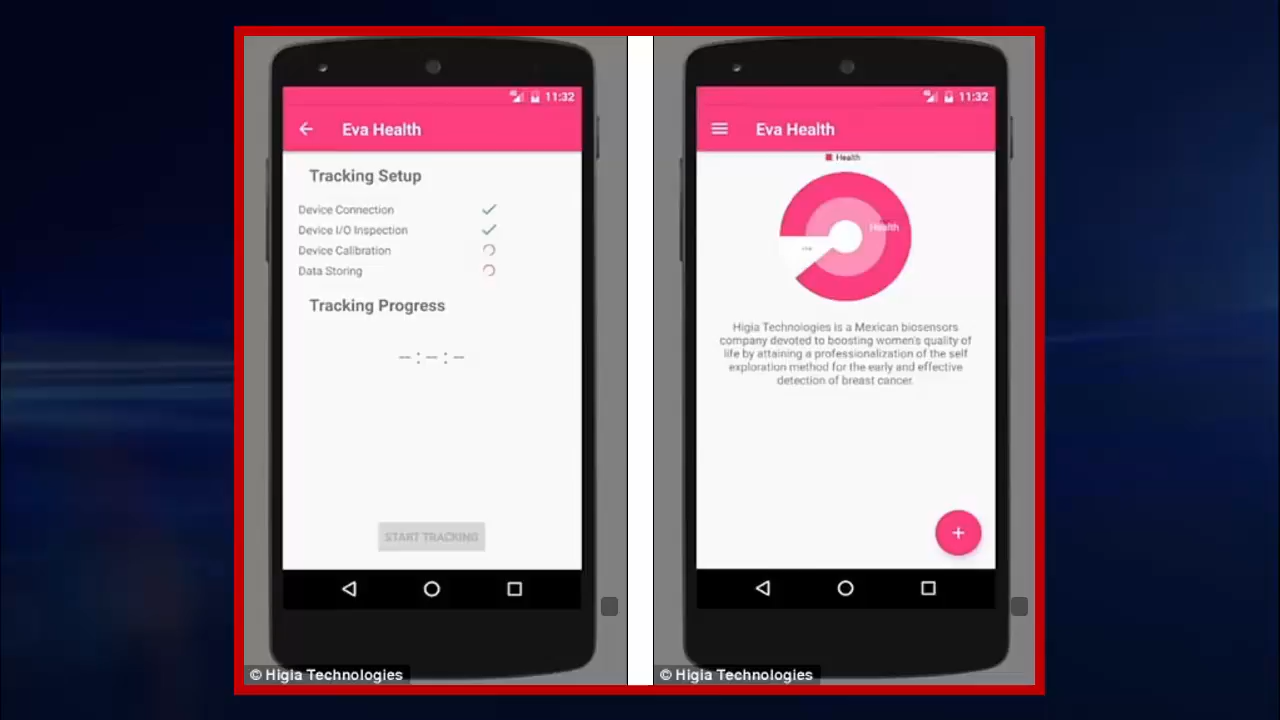 11:32
Eva Health
Tracking Setup
Device Connection
Device I/O Inspection
Device Calibration
Data Storing
Tracking Progress
-- : -- : --
START TRACKING
© Higia Technologies
11:32
Eva Health
Health
Health
Higia Technologies is a Mexican biosensors
company devoted to boosting women's quality of
life by attaining a professionalization of the self
exploration method for the early and effective
detection of breast cancer.
+
© Higia Technologies